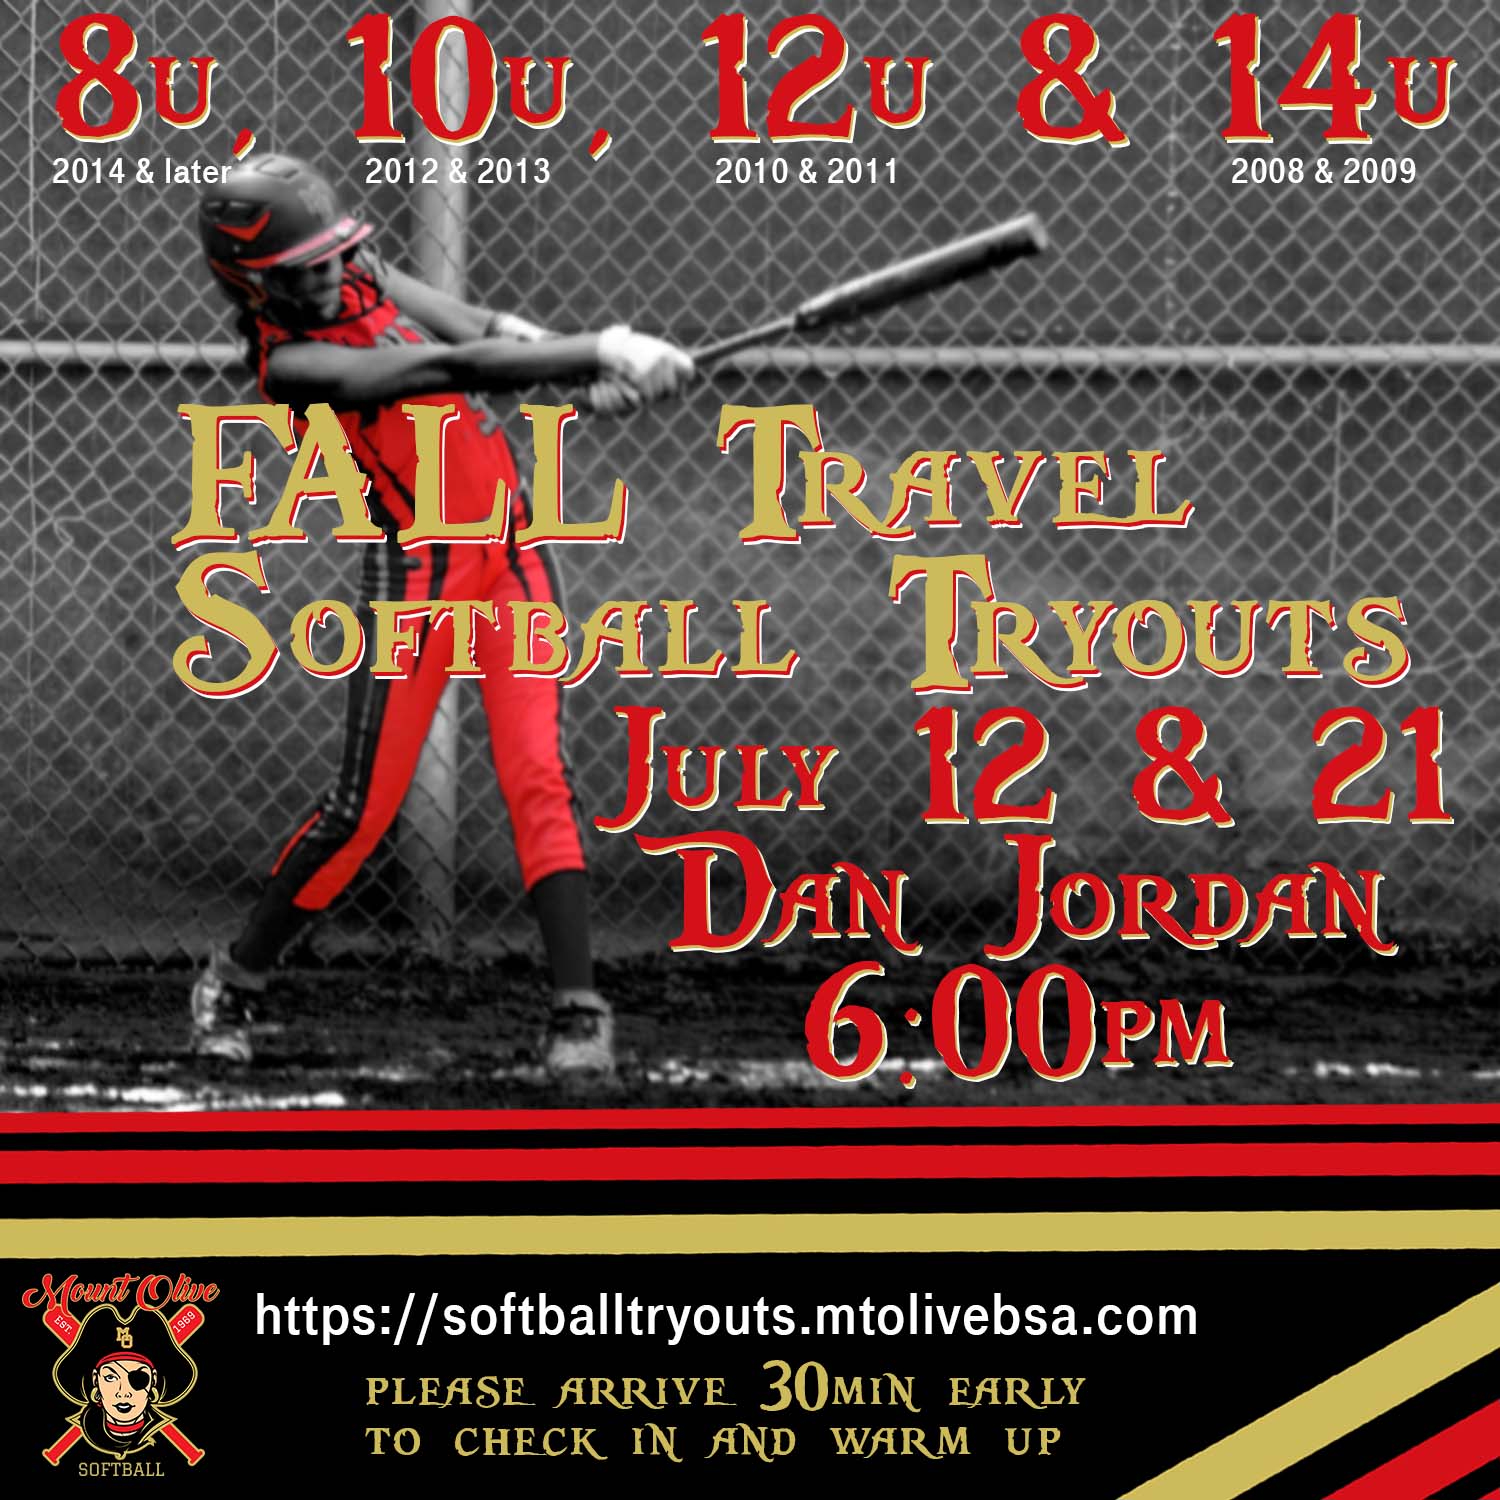 8U, 10U, 12U & 14U
2014 & later 2012 & 2013 2010 & 2011 2008 & 2009
FALL Travel
Softball Tryouts
July 12 & 21
Dan Jordan
6:00PM
Mount Olive
EST. 1969
MO
SOFTBALL
https://softballtryouts.mtolivebsa.com
PLEASE ARRIVE 30MIN EARLY
TO CHECK IN AND WARM UP